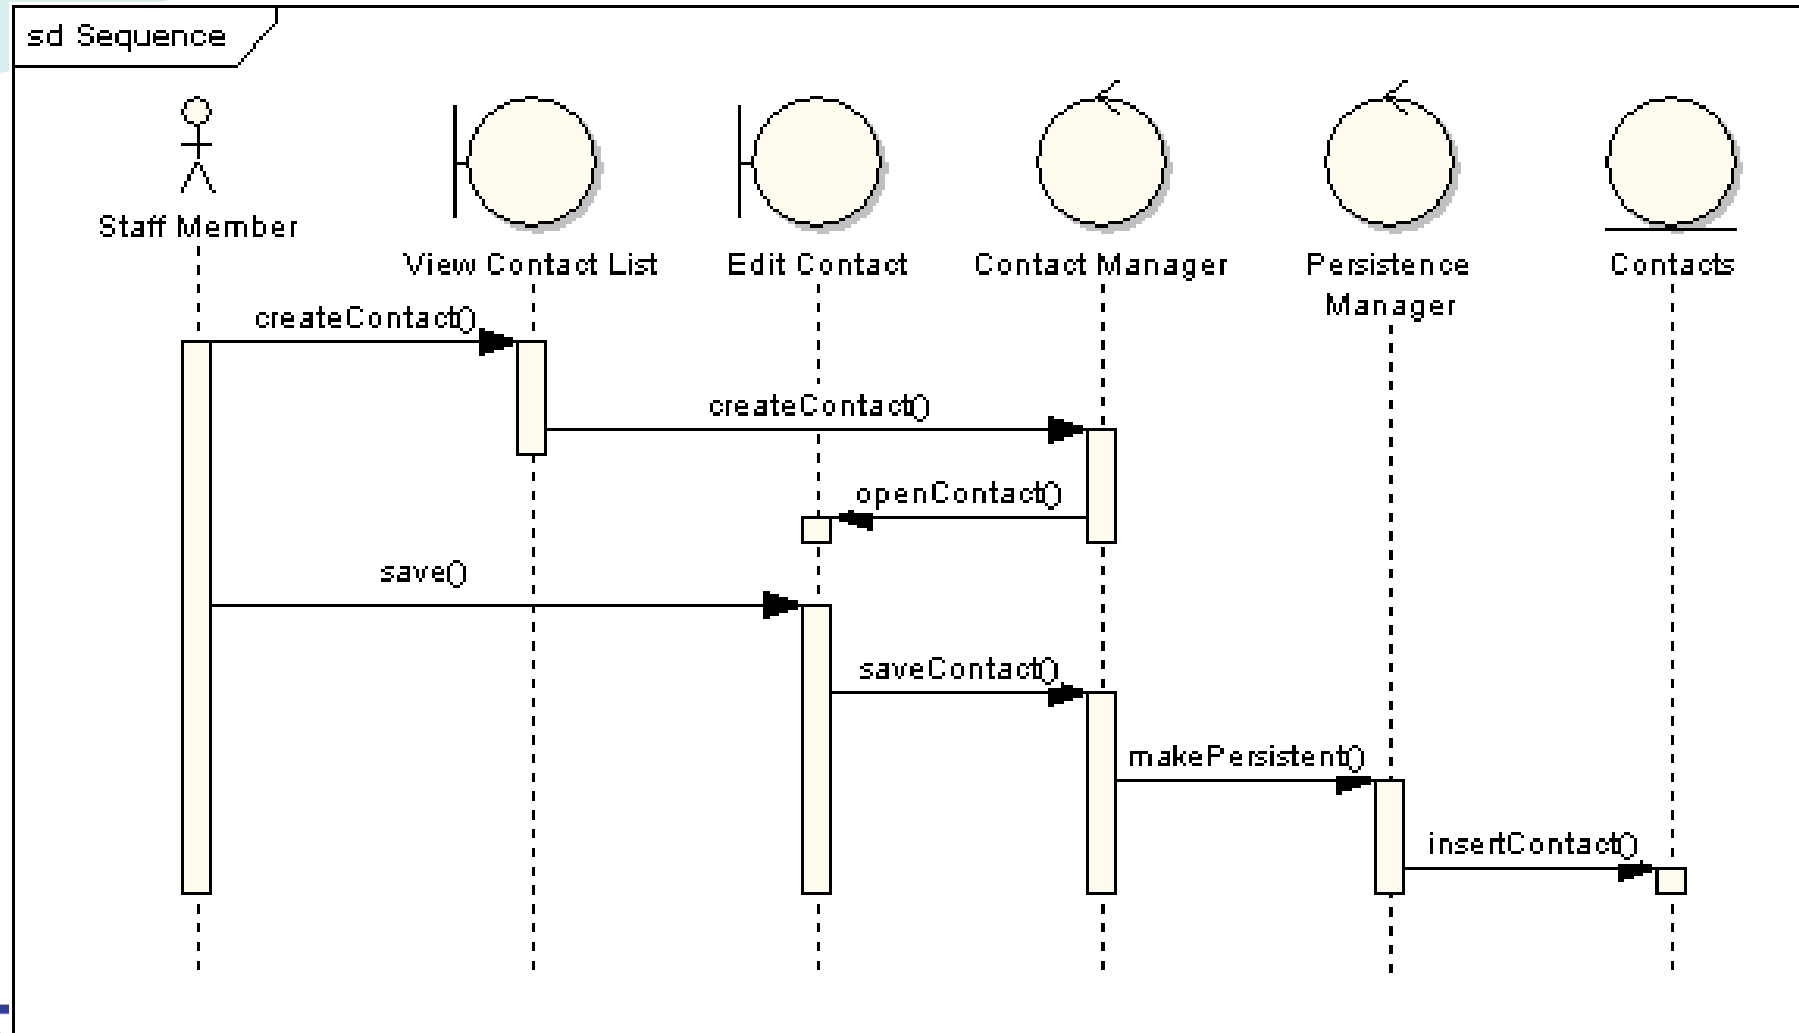 sd Sequence
Staff Member
View Contact List
Edit Contact
Contact Manager
Persistence
Manager
Contacts
createContact()
createContact()
openContact()
save()
saveContact()
makePersistent()
insertContact()